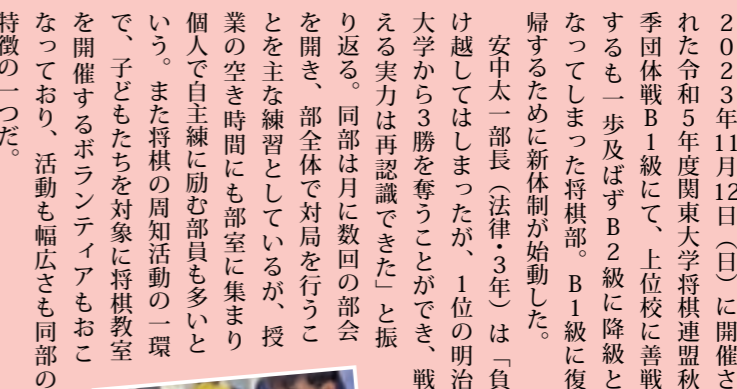 2023年11月12日（日）に開催さ
れた令和5年度関東大学将棋連盟秋
季団体戦B1級にて、上位校に善戦
するも一歩及ばずB2級に降級と
なってしまった将棋部。B1級に復
帰するために新体制が始動した。
安中太一部長（法律・3年）は「負
け越してはしまったが、1位の明治
大学から3勝を奪うことができ、戦
える実力は再認識できた」と振
り返る。同部は月に数回の部会
を開き、部全体で対局を行うこ
とを主な練習としているが、授
業の空き時間にも部室に集まり
個人で自主練に励む部員も多いと
いう。また将棋の周知活動の一環
で、子どもたちを対象に将棋教室
を開催するボランティアもおこ
なっており、活動も幅広さも同部の
特徴の一つだ。